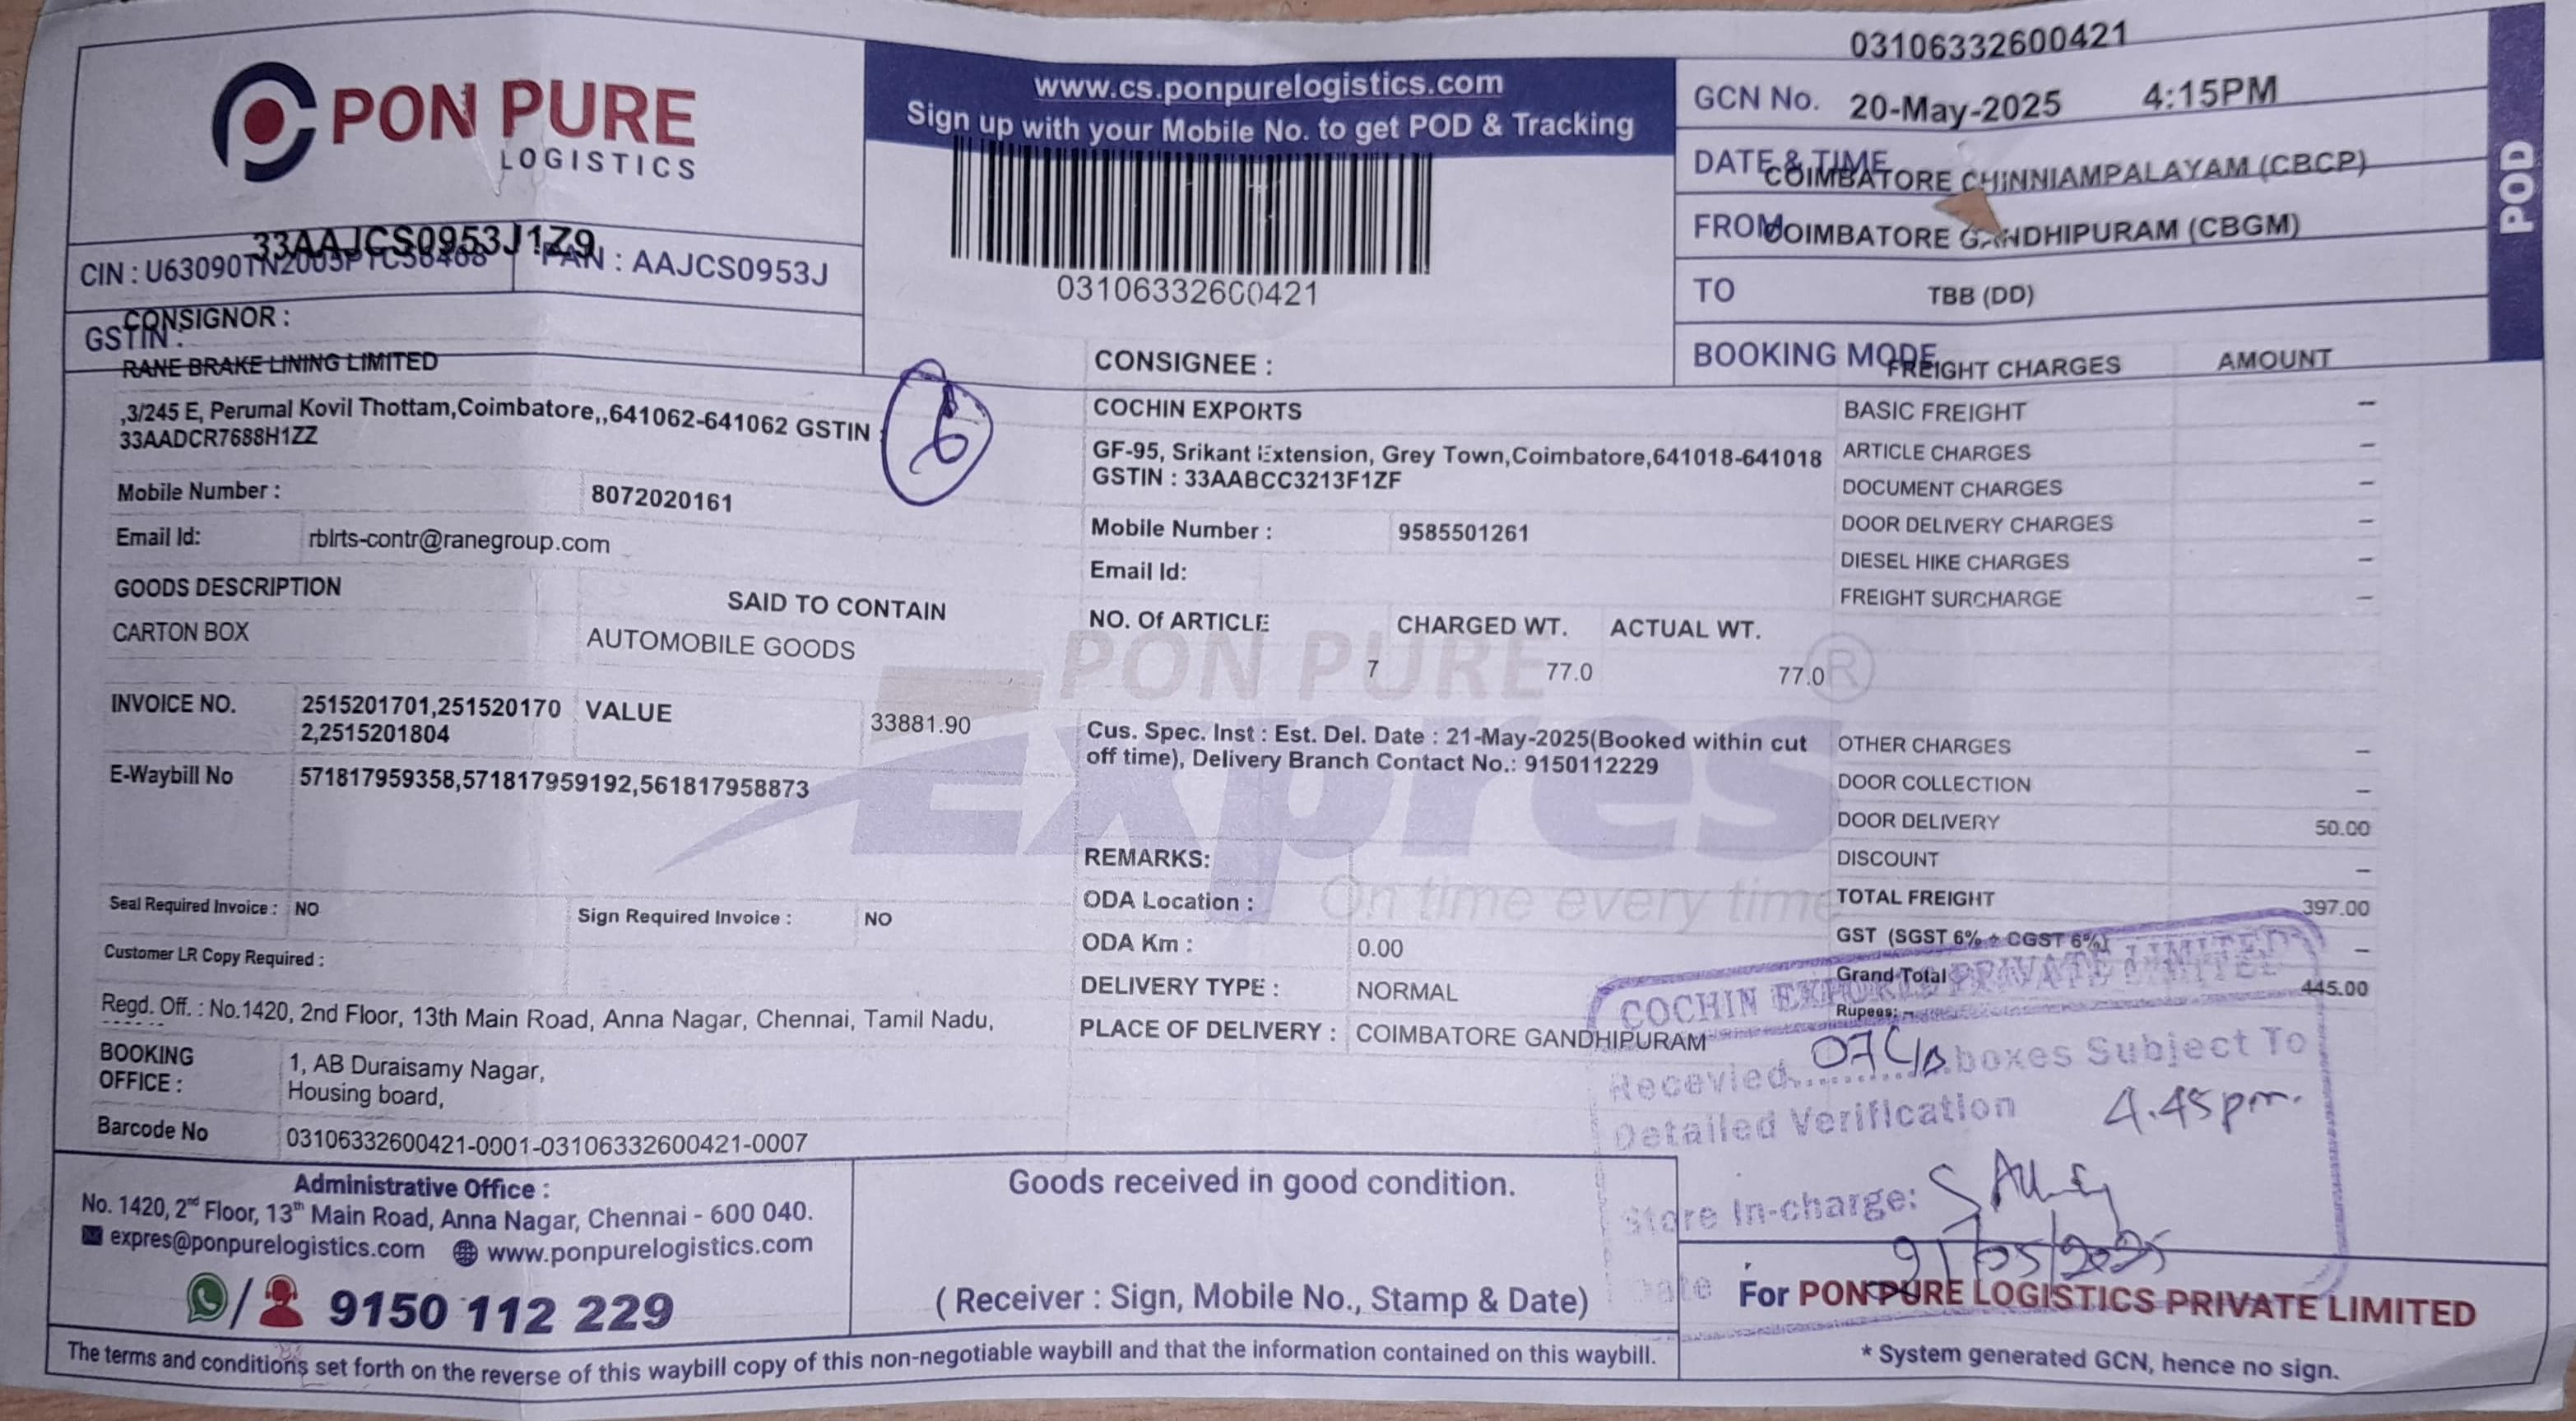 03106332600421
PON PURE
LOGISTICS
www.cs.ponpurelogistics.com
Sign up with your Mobile No. to get POD & Tracking
03106332600421
GCN No. 20-May-2025 4:15PM
DATE & TIME
COIMBATORE CHINNIAMPALAYAM (CBCP)
FROM COIMBATORE GANDHIPURAM (CBGM)
TO TBB (DD)
BOOKING MODE
POD
33AAJCS0953J1Z9
CIN : PAN : AAJCS0953J
GSTIN :
CONSIGNOR :
RANE BRAKE LINING LIMITED
,3/245 E, Perumal Kovil Thottam,Coimbatore,,641062-641062 GSTIN
33AADCR7688H1ZZ
Mobile Number : 8072020161
Email Id: rblrts-contr@ranegroup.com
6
CONSIGNEE :
COCHIN EXPORTS
GF-95, Srikant Extension, Grey Town,Coimbatore,641018-641018
GSTIN : 33AABCC3213F1ZF
Mobile Number : 9585501261
Email Id:
FREIGHT CHARGES AMOUNT
BASIC FREIGHT –
ARTICLE CHARGES –
DOCUMENT CHARGES –
DOOR DELIVERY CHARGES –
DIESEL HIKE CHARGES –
FREIGHT SURCHARGE –
GOODS DESCRIPTION SAID TO CONTAIN
CARTON BOX AUTOMOBILE GOODS
NO. Of ARTICLE CHARGED WT. ACTUAL WT.
7 77.0 77.0
PON PURE ®
Expres
On time every time
INVOICE NO. 2515201701,251520170 VALUE 33881.90
2,2515201804
E-Waybill No 571817959358,571817959192,561817958873
Cus. Spec. Inst : Est. Del. Date : 21-May-2025(Booked within cut
off time), Delivery Branch Contact No.: 9150112229
OTHER CHARGES –
DOOR COLLECTION –
DOOR DELIVERY 50.00
DISCOUNT –
TOTAL FREIGHT 397.00
GST (SGST 6% + CGST 6%) –
Grand Total 445.00
Rupees: –
REMARKS:
ODA Location :
ODA Km : 0.00
DELIVERY TYPE : NORMAL
PLACE OF DELIVERY : COIMBATORE GANDHIPURAM
Seal Required Invoice : NO Sign Required Invoice : NO
Customer LR Copy Required :
Regd. Off. : No.1420, 2nd Floor, 13th Main Road, Anna Nagar, Chennai, Tamil Nadu,
BOOKING OFFICE : 1, AB Duraisamy Nagar,
Housing board,
Barcode No 03106332600421-0001-03106332600421-0007
COCHIN EXPORTS PRIVATE LIMITED
Recevied 07 boxes Subject To
Detailed Verification 4.45pm.
Store In-charge:
Date 21/05/2025
Administrative Office :
No. 1420, 2nd Floor, 13th Main Road, Anna Nagar, Chennai - 600 040.
expres@ponpurelogistics.com www.ponpurelogistics.com
9150 112 229
Goods received in good condition.
( Receiver : Sign, Mobile No., Stamp & Date)
For PON PURE LOGISTICS PRIVATE LIMITED
* System generated GCN, hence no sign.
The terms and conditions set forth on the reverse of this waybill copy of this non-negotiable waybill and that the information contained on this waybill.